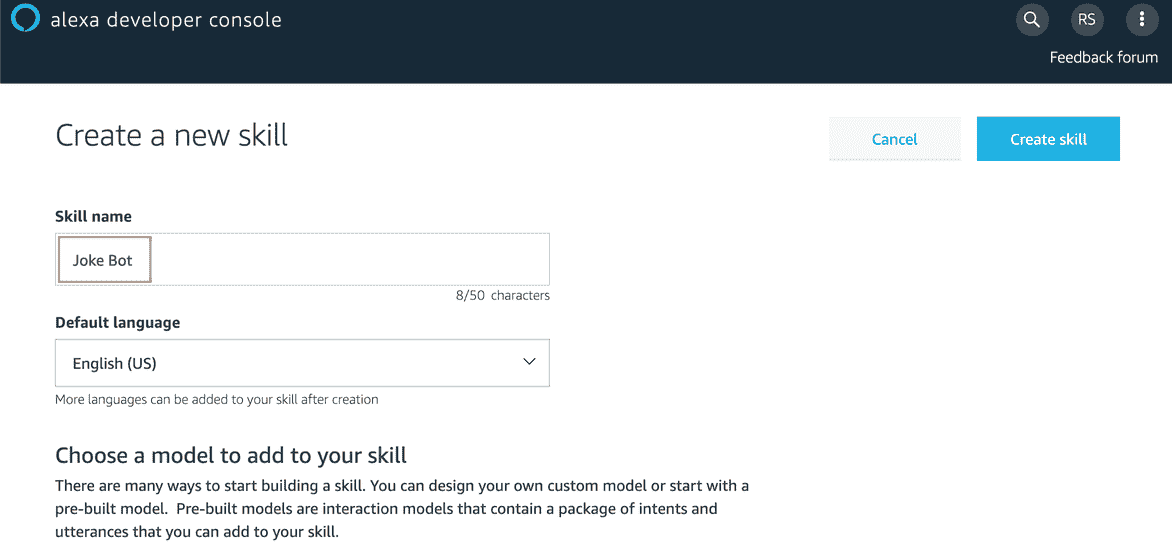 alexa developer console
RS
Feedback forum
Create a new skill
Cancel
Create skill
Skill name
Joke Bot
8/50 characters
Default language
English (US)
More languages can be added to your skill after creation
Choose a model to add to your skill
There are many ways to start building a skill. You can design your own custom model or start with a
pre-built model. Pre-built models are interaction models that contain a package of intents and
utterances that you can add to your skill.